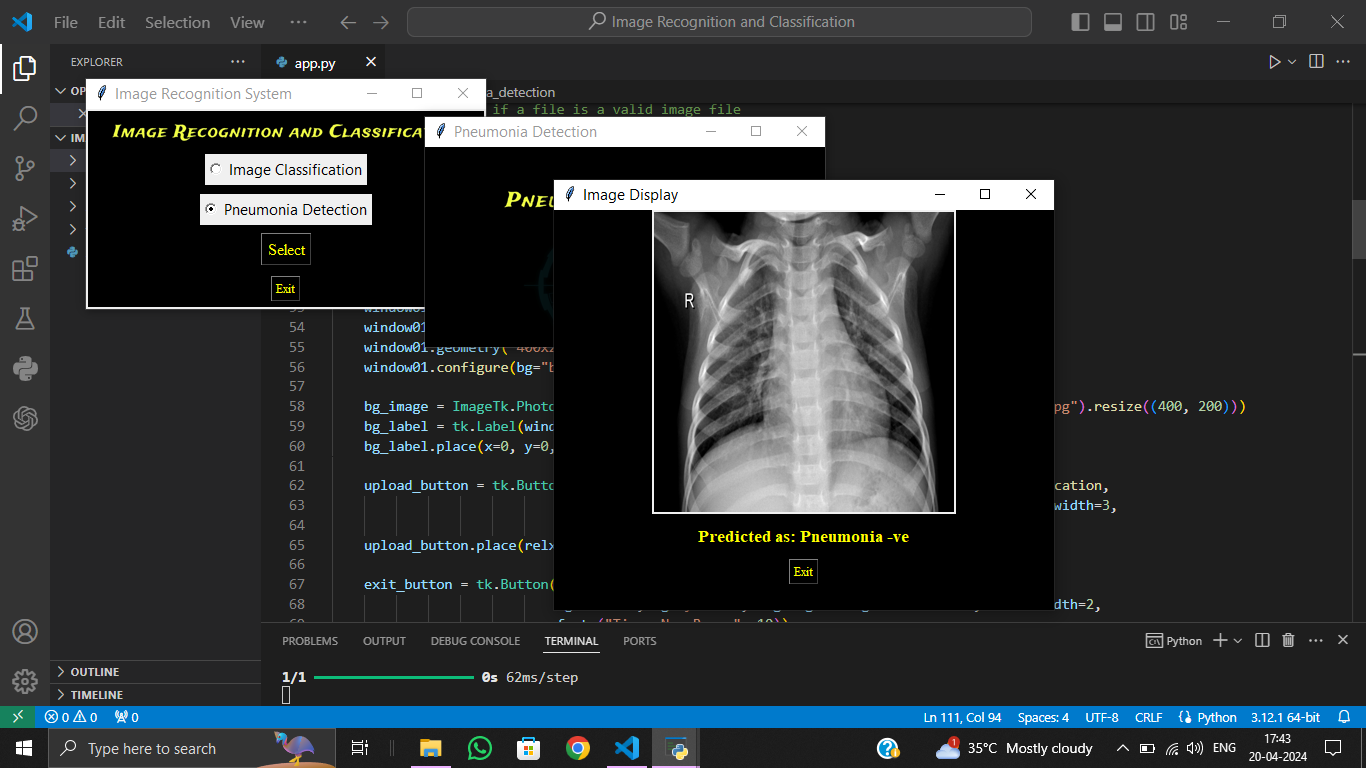 File Edit Selection View ··· Image Recognition and Classification
EXPLORER ··· app.py
Image Recognition System
a_detection
if a file is a valid image file
IMAGE RECOGNITION AND CLASSIFICA
Pneumonia Detection
Image Classification
Image Display
Pneumonia Detection
Select
R
Exit
54 window01
55 window01.geometry("400x2
56 window01.configure(bg="b
57
58 bg_image = ImageTk.Photo pg").resize((400, 200)))
59 bg_label = tk.Label(wind
60 bg_label.place(x=0, y=0,
61
62 upload_button = tk.Butto cation,
63 width=3,
64
65 upload_button.place(relx
66
67 exit_button = tk.Button(
68 dth=2,
Predicted as: Pneumonia -ve
Exit
PROBLEMS OUTPUT DEBUG CONSOLE TERMINAL PORTS Python
1/1 0s 62ms/step
OUTLINE
TIMELINE
0 0 0 Ln 111, Col 94 Spaces: 4 UTF-8 CRLF Python 3.12.1 64-bit
Type here to search 1 35°C Mostly cloudy ENG 17:43
20-04-2024